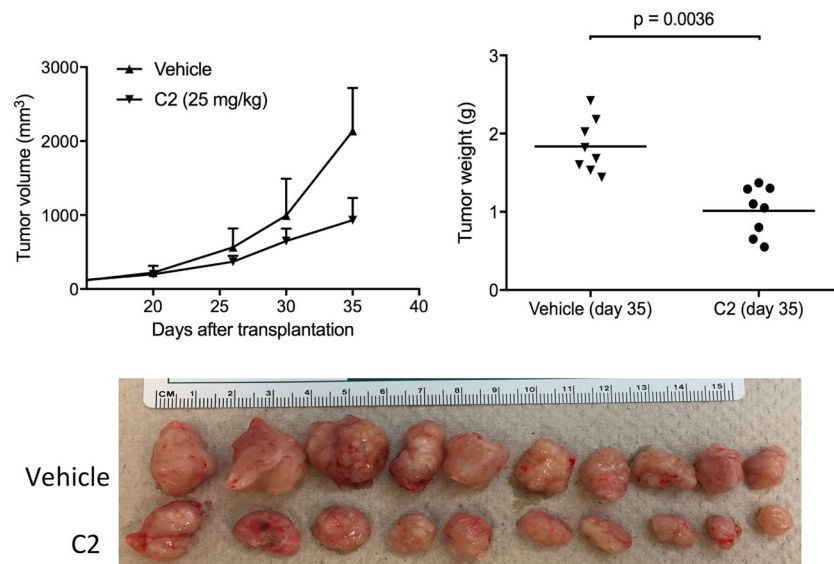 Vehicle
C2 (25 mg/kg)
Tumor volume (mm³)
3000
2000
1000
0
20
25
30
35
40
Days after transplantation
p = 0.0036
Tumor weight (g)
3
2
1
0
Vehicle (day 35)
C2 (day 35)
CM 1 2 3 4 5 6 7 8 9 10 11 12 13 14 15
Vehicle
C2